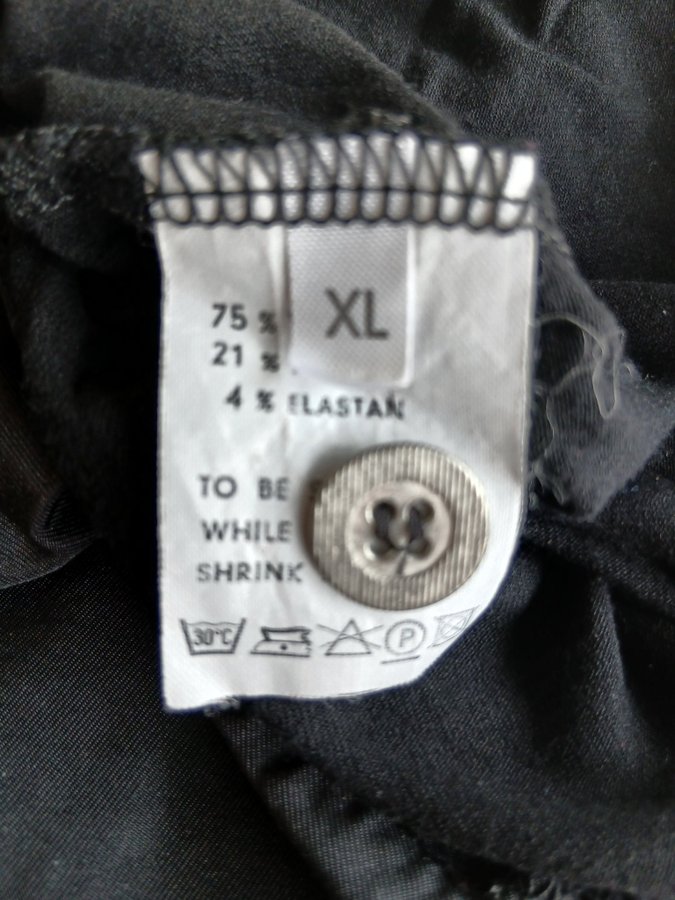 XL
75 %
21 %
4 % ELASTAN
TO BE
WHILE
SHRINK
30°C
P